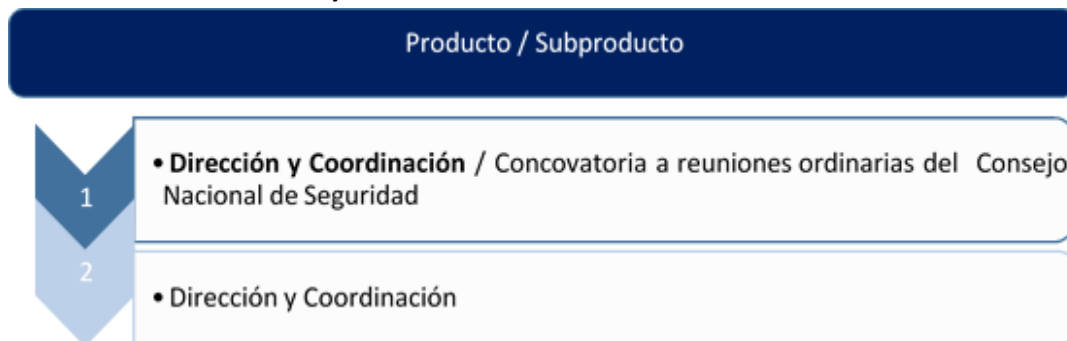 Producto / Subproducto
• Dirección y Coordinación / Concovatoria a reuniones ordinarias del Consejo
1
Nacional de Seguridad
2
• Dirección y Coordinación